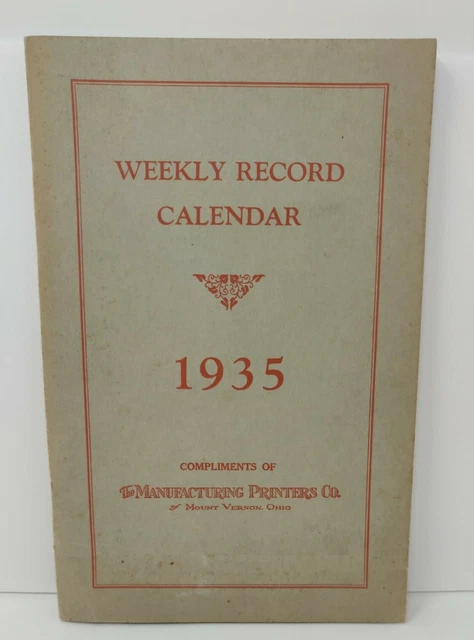 WEEKLY RECORD
CALENDAR
1935
COMPLIMENTS OF
The MANUFACTURING PRINTERS CO.
of MOUNT VERNON, OHIO